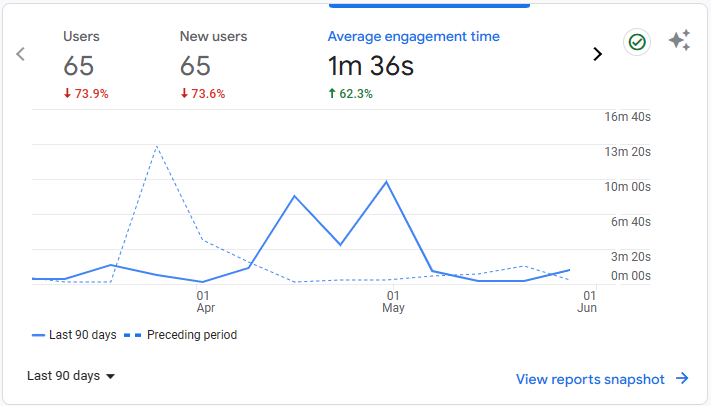 Users
New users
Average engagement time
65
65
1m 36s
73.9%
73.6%
62.3%
16m 40s
13m 20s
10m 00s
6m 40s
3m 20s
0m 00s
01
Apr
01
May
01
Jun
Last 90 days
Preceding period
Last 90 days
View reports snapshot